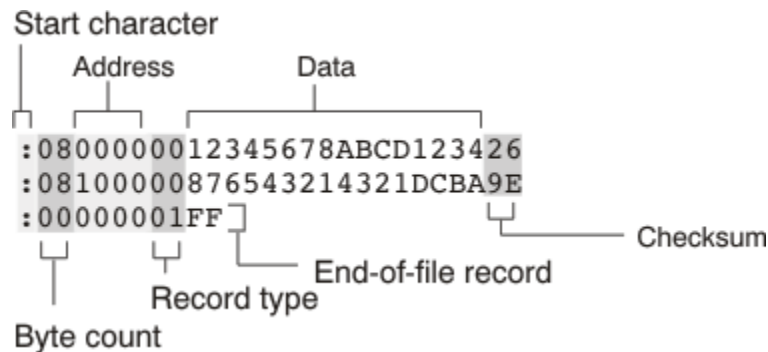 Start character
Address
Data
:0800000012345678ABCD123426
:08100000876543214321DCBA9E
:00000001FF
Checksum
End-of-file record
Record type
Byte count